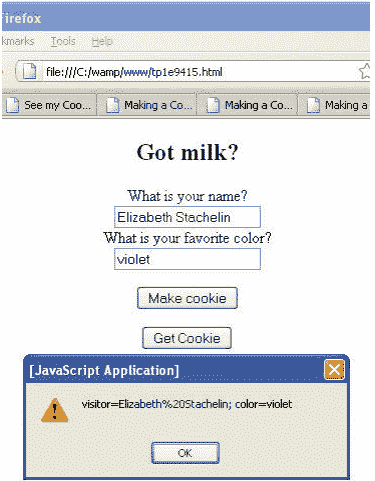 irefox
kmarks Tools Help
file:///C:/wamp/www/tp1e9415.html
See my Coo... Making a Co... Making a Co... Making a
Got milk?
What is your name?
Elizabeth Stachelin
What is your favorite color?
violet
Make cookie
Get Cookie
[JavaScript Application]
visitor=Elizabeth%20Stachelin; color=violet
OK